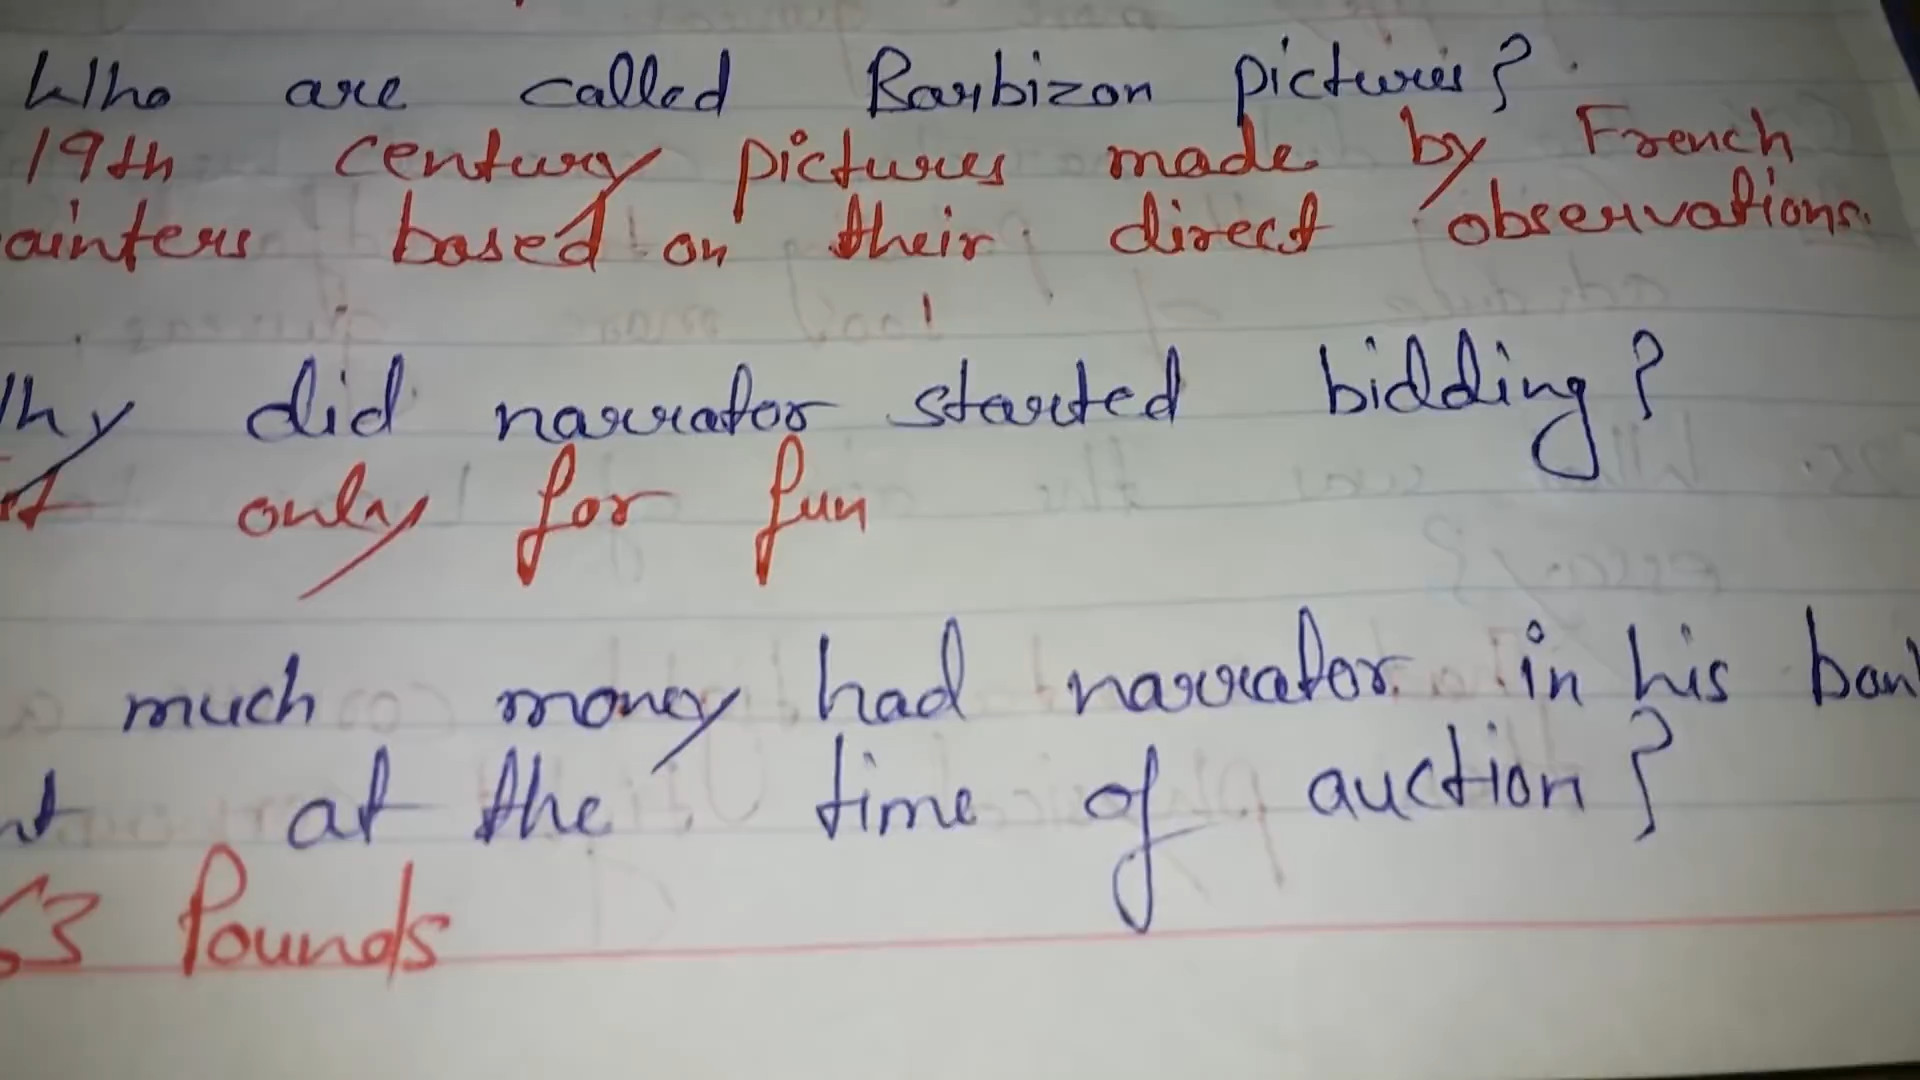 Who are called Barbizon pictures?
19th century pictures made by French
ainters based on their direct observations.
hy did narrator started bidding?
only for fun
much money had narrator in his ban
at the time of auction?
3 Pounds